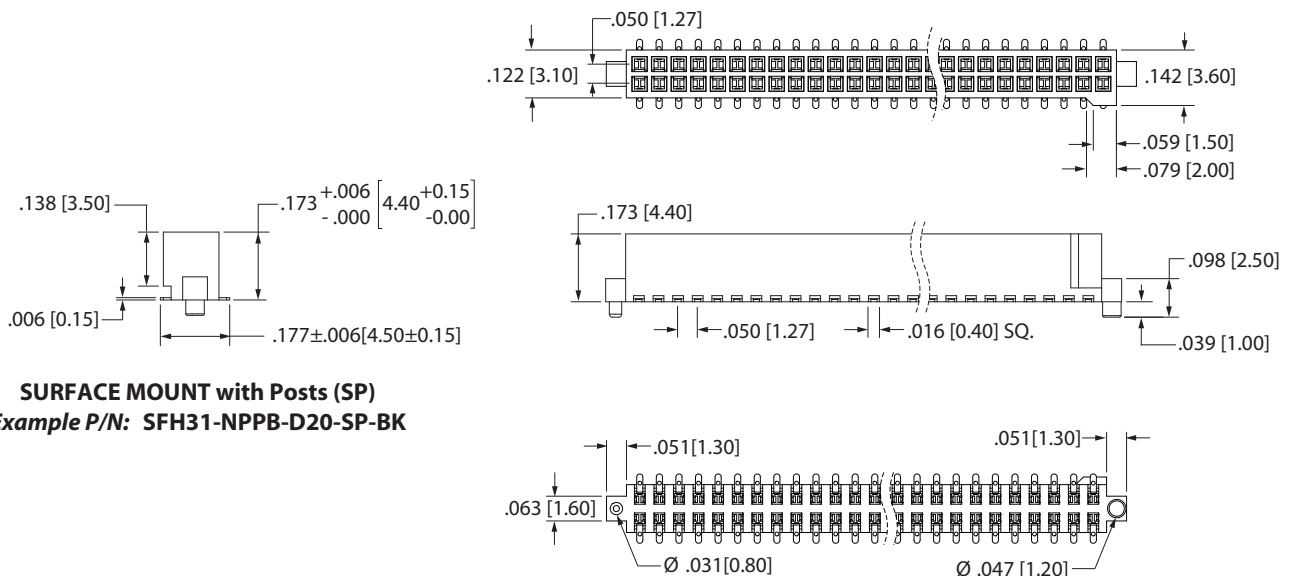 .050 [1.27]
.122 [3.10]
.142 [3.60]
.059 [1.50]
.079 [2.00]
.138 [3.50]
.173 +.006 - .000 [4.40 +0.15 -0.00]
.006 [0.15]
.177±.006[4.50±0.15]
.173 [4.40]
.098 [2.50]
.050 [1.27]
.016 [0.40] SQ.
.039 [1.00]
SURFACE MOUNT with Posts (SP)
Example P/N: SFH31-NPPB-D20-SP-BK
.051[1.30]
.051[1.30]
.063 [1.60]
Ø .031[0.80]
Ø .047 [1.20]